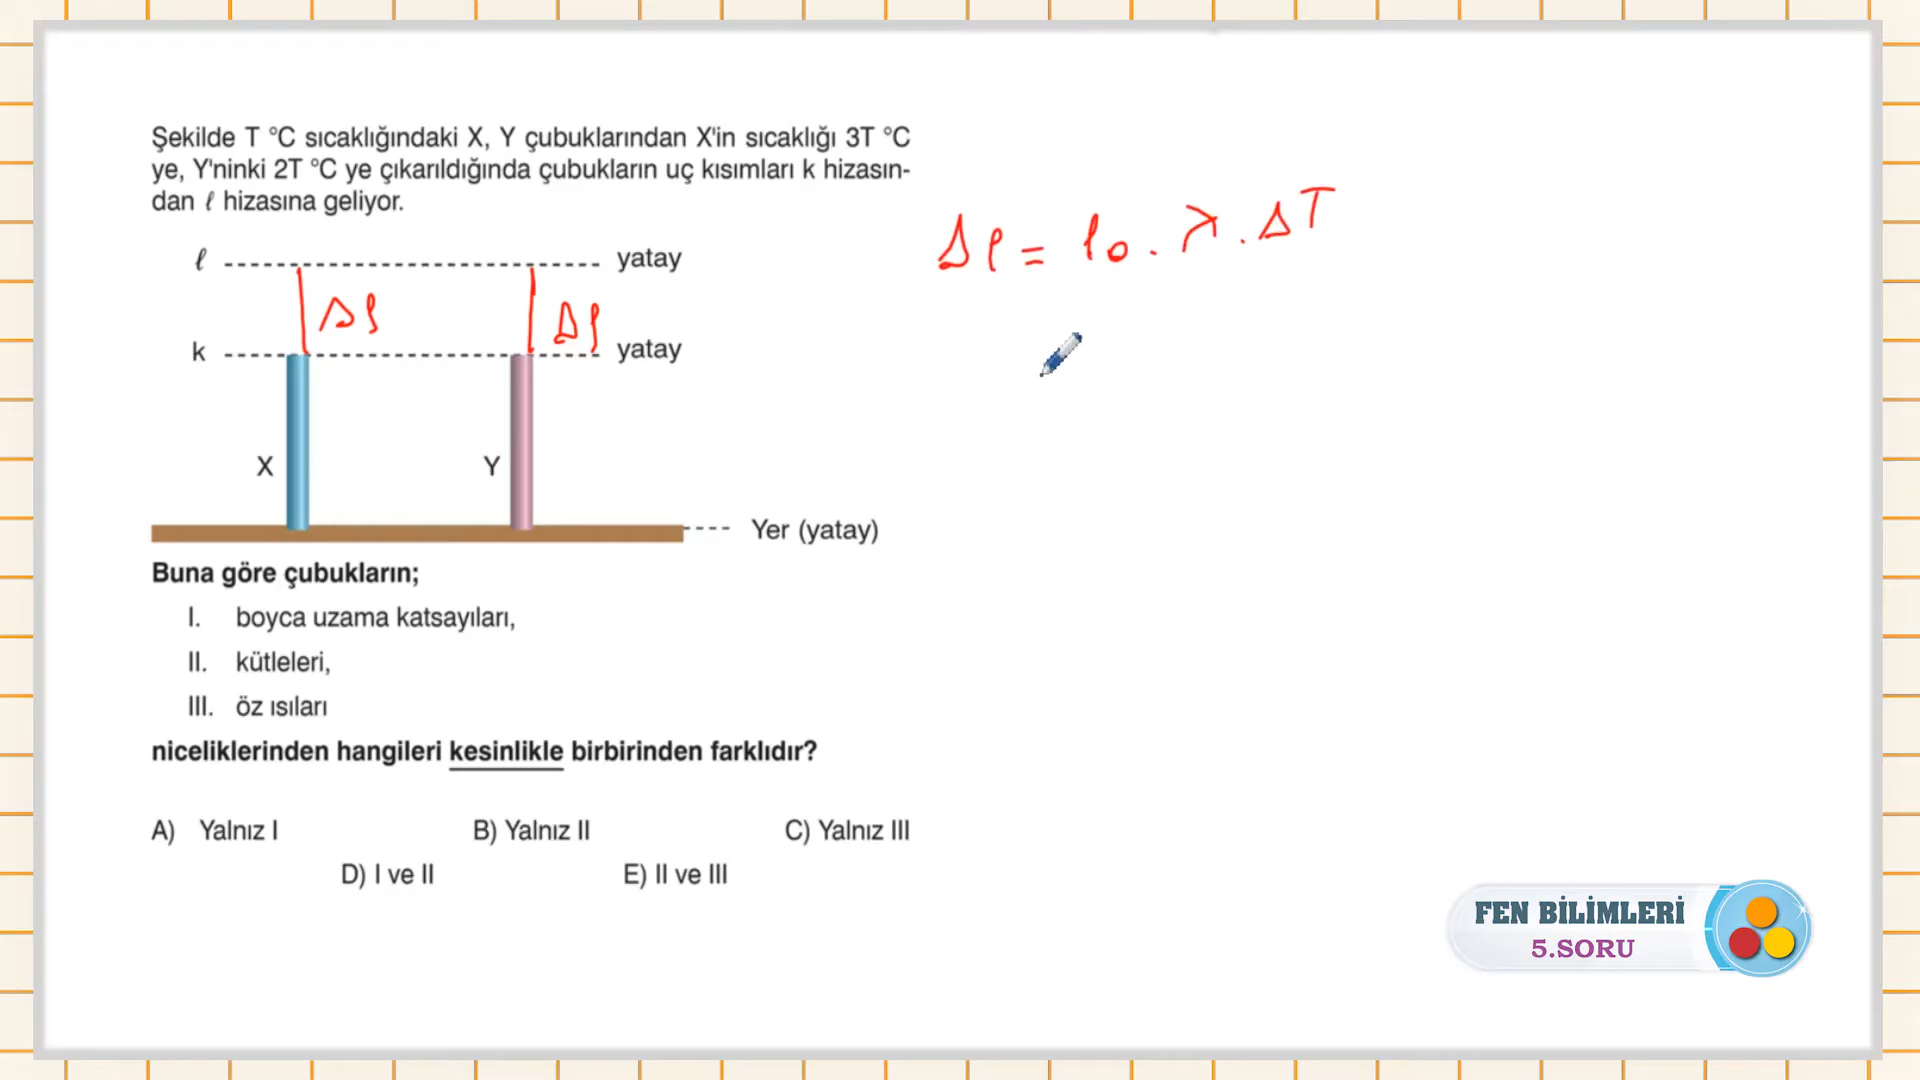 Şekilde T °C sıcaklığındaki X, Y çubuklarından X'in sıcaklığı 3T °C
ye, Y'ninki 2T °C ye çıkarıldığında çubukların uç kısımları k hizasın-
dan ℓ hizasına geliyor.
Δℓ = ℓ₀ . λ . ΔT
ℓ yatay
Δℓ Δℓ
k yatay
X Y
Yer (yatay)
Buna göre çubukların;
I. boyca uzama katsayıları,
II. kütleleri,
III. öz ısıları
niceliklerinden hangileri kesinlikle birbirinden farklıdır?
A) Yalnız I B) Yalnız II C) Yalnız III
D) I ve II E) II ve III
FEN BİLİMLERİ
5.SORU